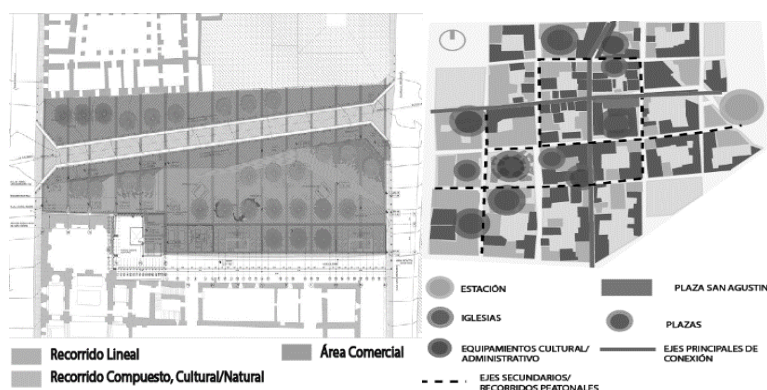 ESTACIÓN
PLAZA SAN AGUSTIN
IGLESIAS
PLAZAS
EQUIPAMIENTOS CULTURAL/
ADMINISTRATIVO
EJES PRINCIPALES DE
CONEXIÓN
EJES SECUNDARIOS/
RECORRIDOS PEATONALES
Recorrido Lineal
Área Comercial
Recorrido Compuesto, Cultural/Natural